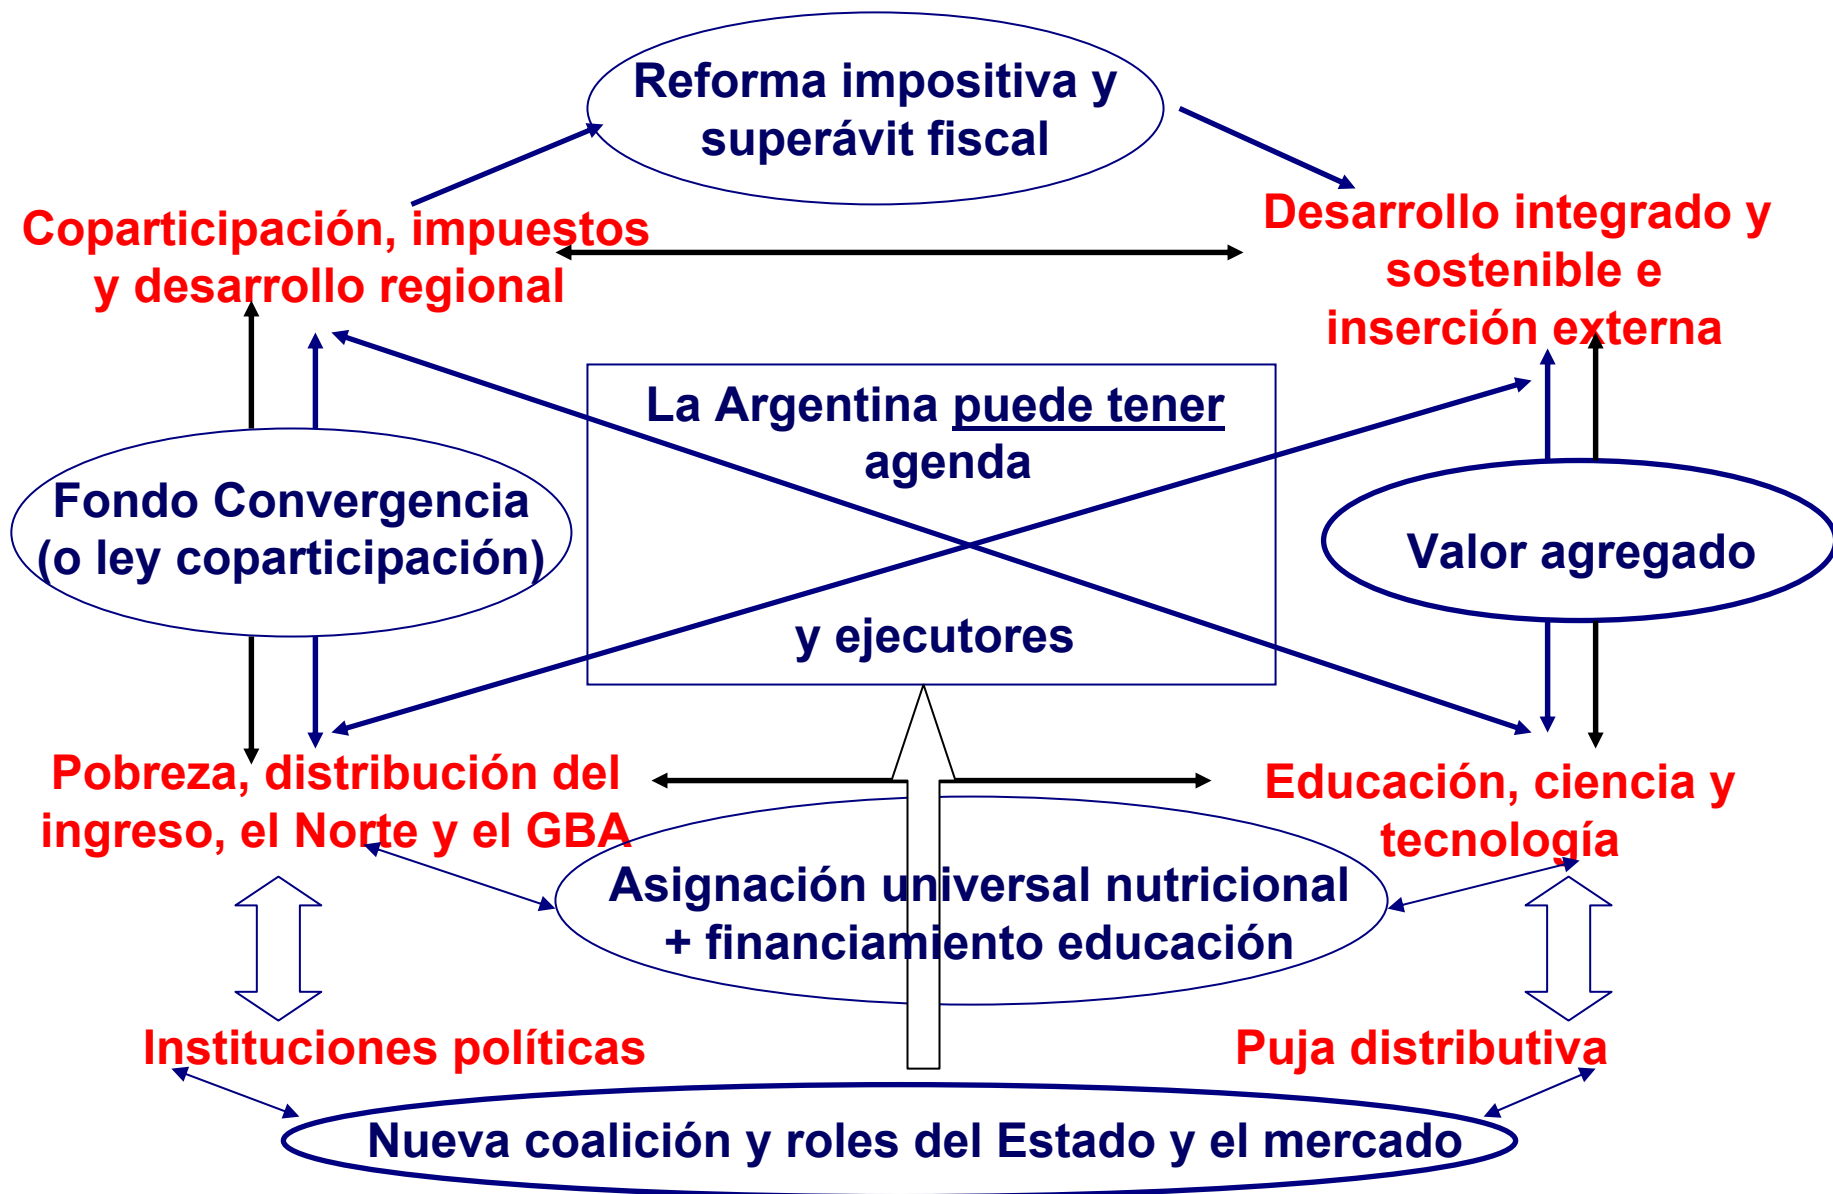 Reforma impositiva y
superávit fiscal
Coparticipación, impuestos
y desarrollo regional
Desarrollo integrado y
sostenible e
inserción externa
La Argentina puede tener
agenda
y ejecutores
Fondo Convergencia
(o ley coparticipación)
Valor agregado
Pobreza, distribución del
ingreso, el Norte y el GBA
Educación, ciencia y
tecnología
Asignación universal nutricional
+ financiamiento educación
Instituciones políticas
Puja distributiva
Nueva coalición y roles del Estado y el mercado